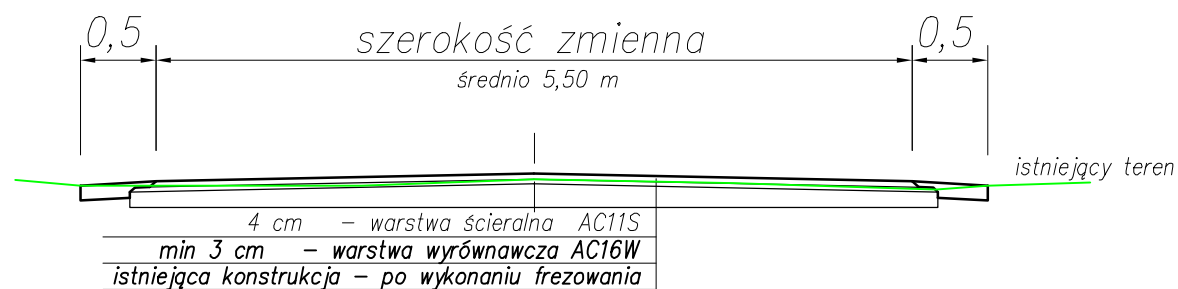 0,5 szerokość zmienna 0,5
średnio 5,50 m
istniejący teren
4 cm – warstwa ścieralna AC11S
min 3 cm – warstwa wyrównawcza AC16W
istniejąca konstrukcja – po wykonaniu frezowania